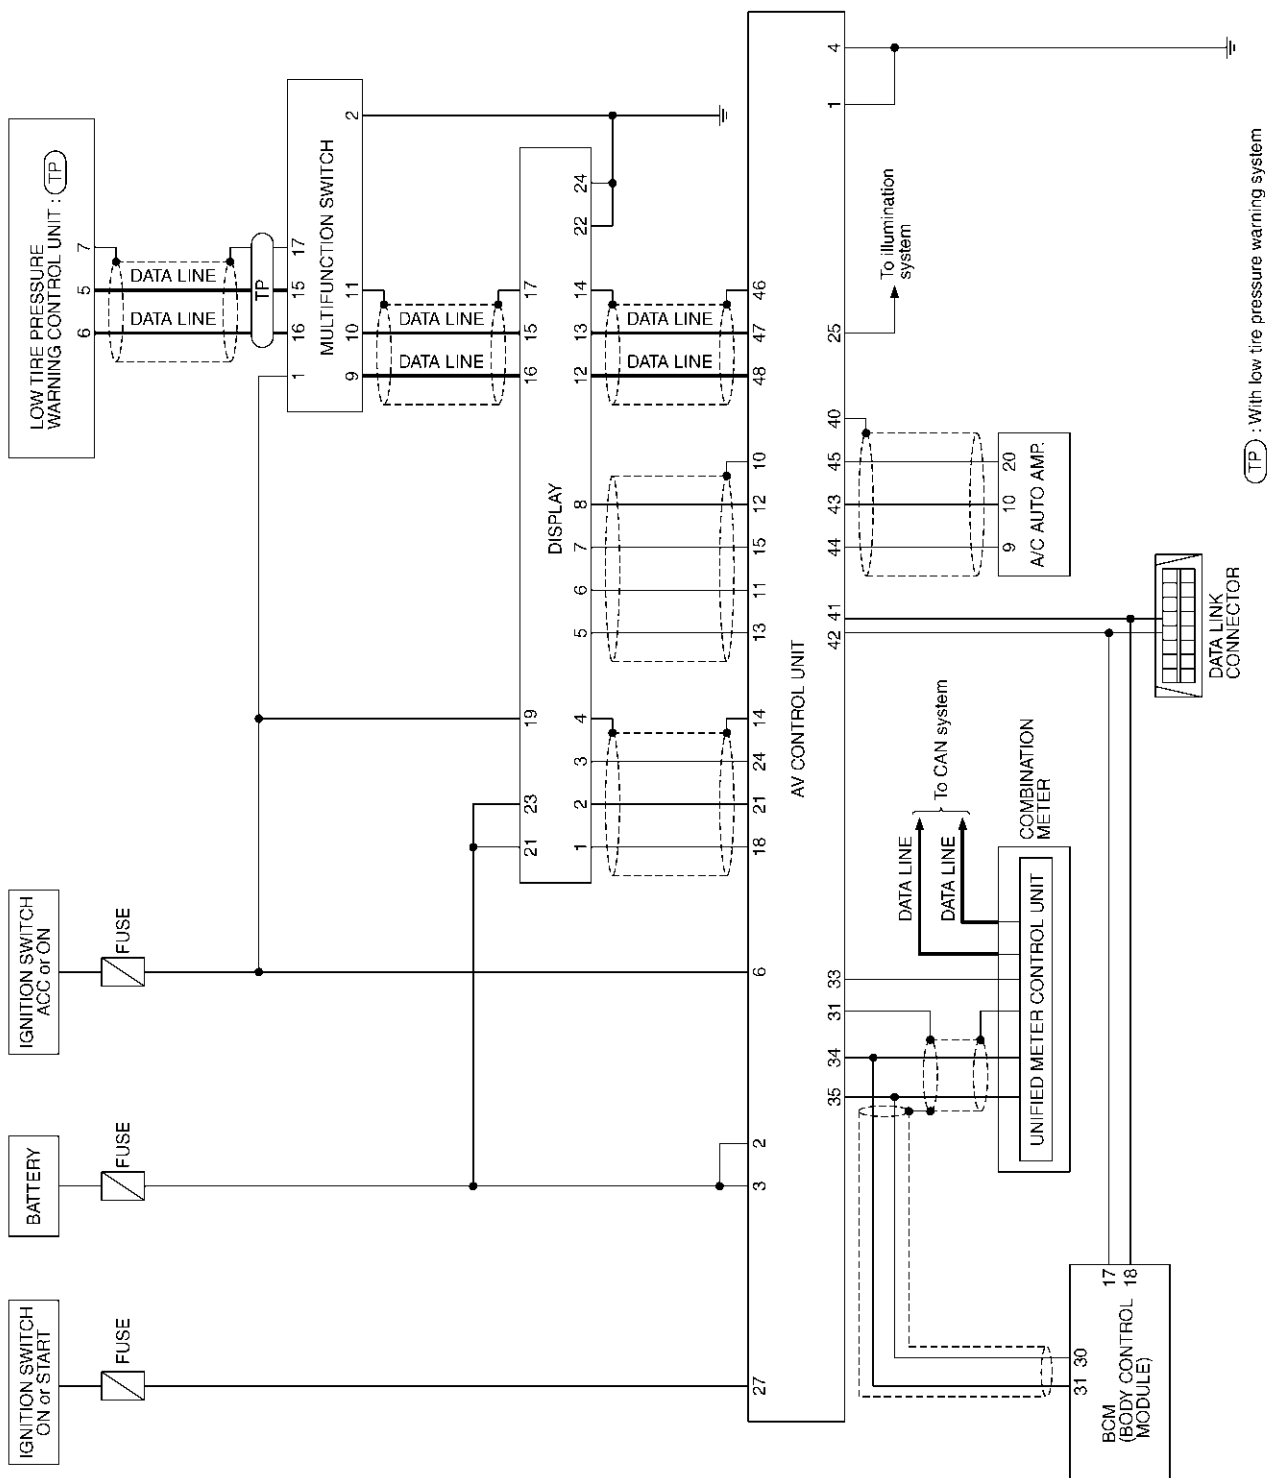 IGNITION SWITCH
ON or START
FUSE
BATTERY
FUSE
IGNITION SWITCH
ACC or ON
FUSE
LOW TIRE PRESSURE
WARNING CONTROL UNIT : TP
6 5 7
DATA LINE
DATA LINE
TP
1 16 15 17
MULTIFUNCTION SWITCH
9 10 11 2
DATA LINE
DATA LINE
21 23 19 16 15 17
DISPLAY
1 2 3 4 5 6 7 8 12 13 14 22 24
DATA LINE
DATA LINE
27 3 2 6 18 21 24 14 13 11 15 12 10 48 47 46
AV CONTROL UNIT
35 34 31 33 42 41 44 43 45 40 25 1 4
To illumination
system
9 10 20
A/C AUTO AMP.
DATA LINE
DATA LINE
To CAN system
COMBINATION
METER
UNIFIED METER CONTROL UNIT
31 30 17 18
BCM
(BODY CONTROL
MODULE)
DATA LINK
CONNECTOR
TP : With low tire pressure warning system